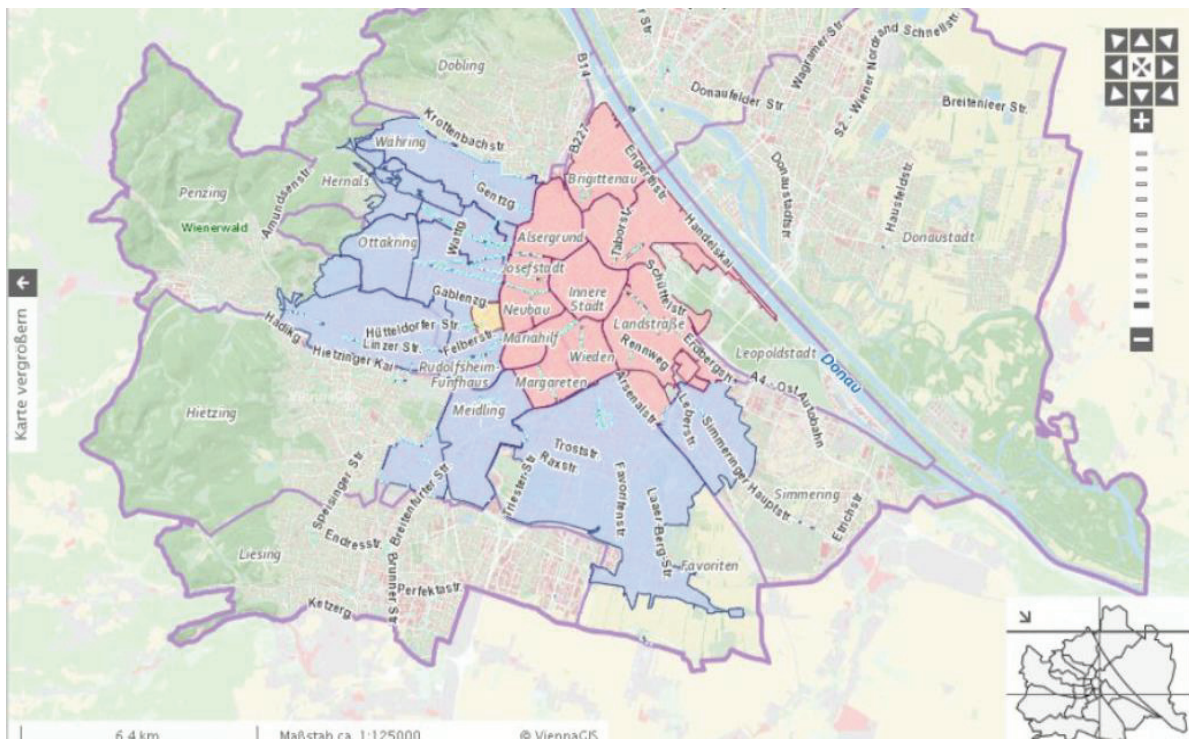 Döbling
B14
Wagramer Str.
S2 - Wiener Nordrand Schnellstr.
Donaufelder Str.
Breitenleer Str.
Krottenbachstr.
B227
Engerthstr.
Währing
Hernals
Penzing
Amundsenstr.
Wienerwald
Gentzg.
Brigittenau
Donaustadtstr.
Hausfeldstr.
Donaustadt
Handelskai
Taborstr.
Alsergrund
Ottakring
Wattg.
Josefstadt
Schüttelstr.
Innere
Stadt
Gablenzg.
Neubau
Landstraße
Hadikg.
Hütteldorfer Str.
Linzer Str.
Felberstr.
Mariahilf
Rennweg
Erdbergstr.
Leopoldstadt
Donau
Hietzinger Kai
Rudolfsheim-
Fünfhaus
Wieden
A4 - Ost Autobahn
Margareten
Arsenalstr.
Leberstr.
Hietzing
Meidling
Simmeringer Hauptstr.
Troststr.
Raxstr.
Triester Str.
Favoritenstr.
Laaer-Berg-Str.
Simmering
Etrichstr.
Speisinger Str.
Breitenfurter Str.
Endresstr.
Liesing
Brunner Str.
Perfektastr.
Favoriten
Ketzerg.
Karte vergrößern
6,4 km
Maßstab ca. 1:125000
© ViennaGIS